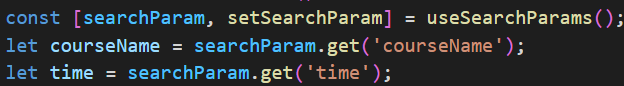 const [searchParam, setSearchParam] = useSearchParams();
let courseName = searchParam.get('courseName');
let time = searchParam.get('time');